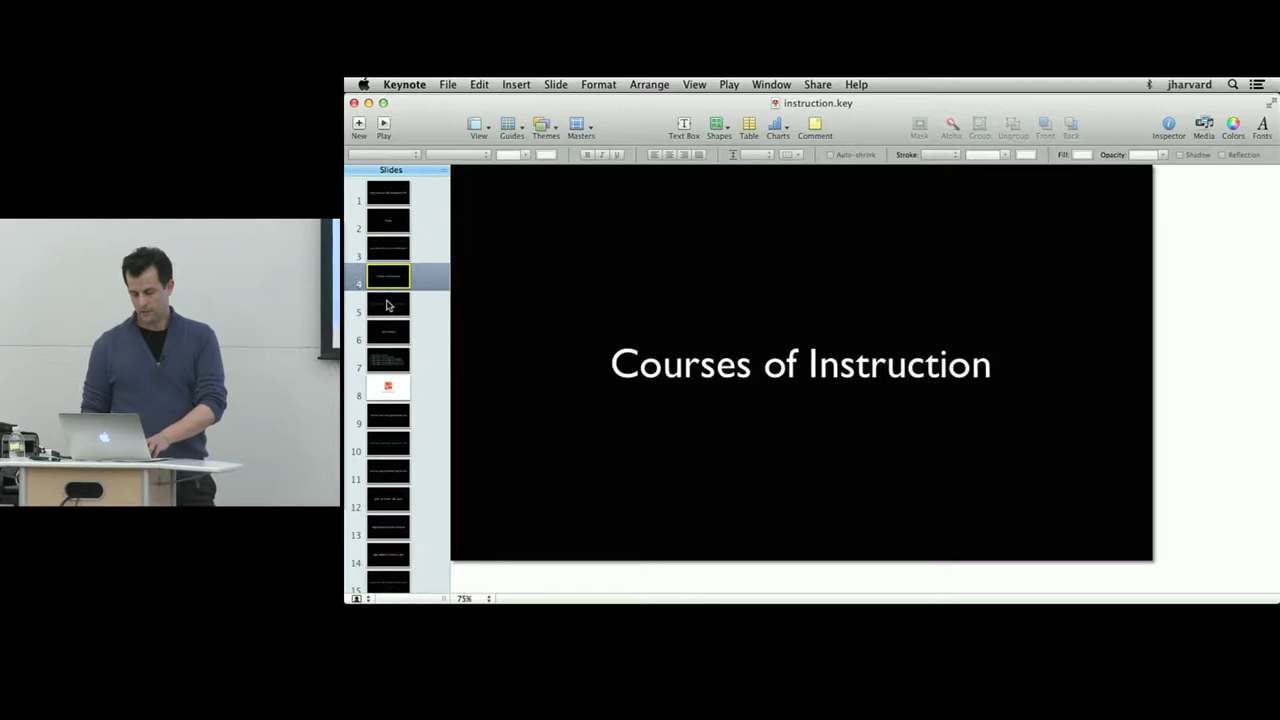 Keynote File Edit Insert Slide Format Arrange View Play Window Share Help jharvard
instruction.key
New Play View Guides Themes Masters Text Box Shapes Table Charts Comment Mask Alpha Group Ungroup Front Back Inspector Media Colors Fonts
B I U Auto-shrink Stroke: Fill: Opacity: Shadow Reflection
Slides
1
2
3
4
5
6
7
8
9
10
11
12
13
14
15
Courses of Instruction
75%